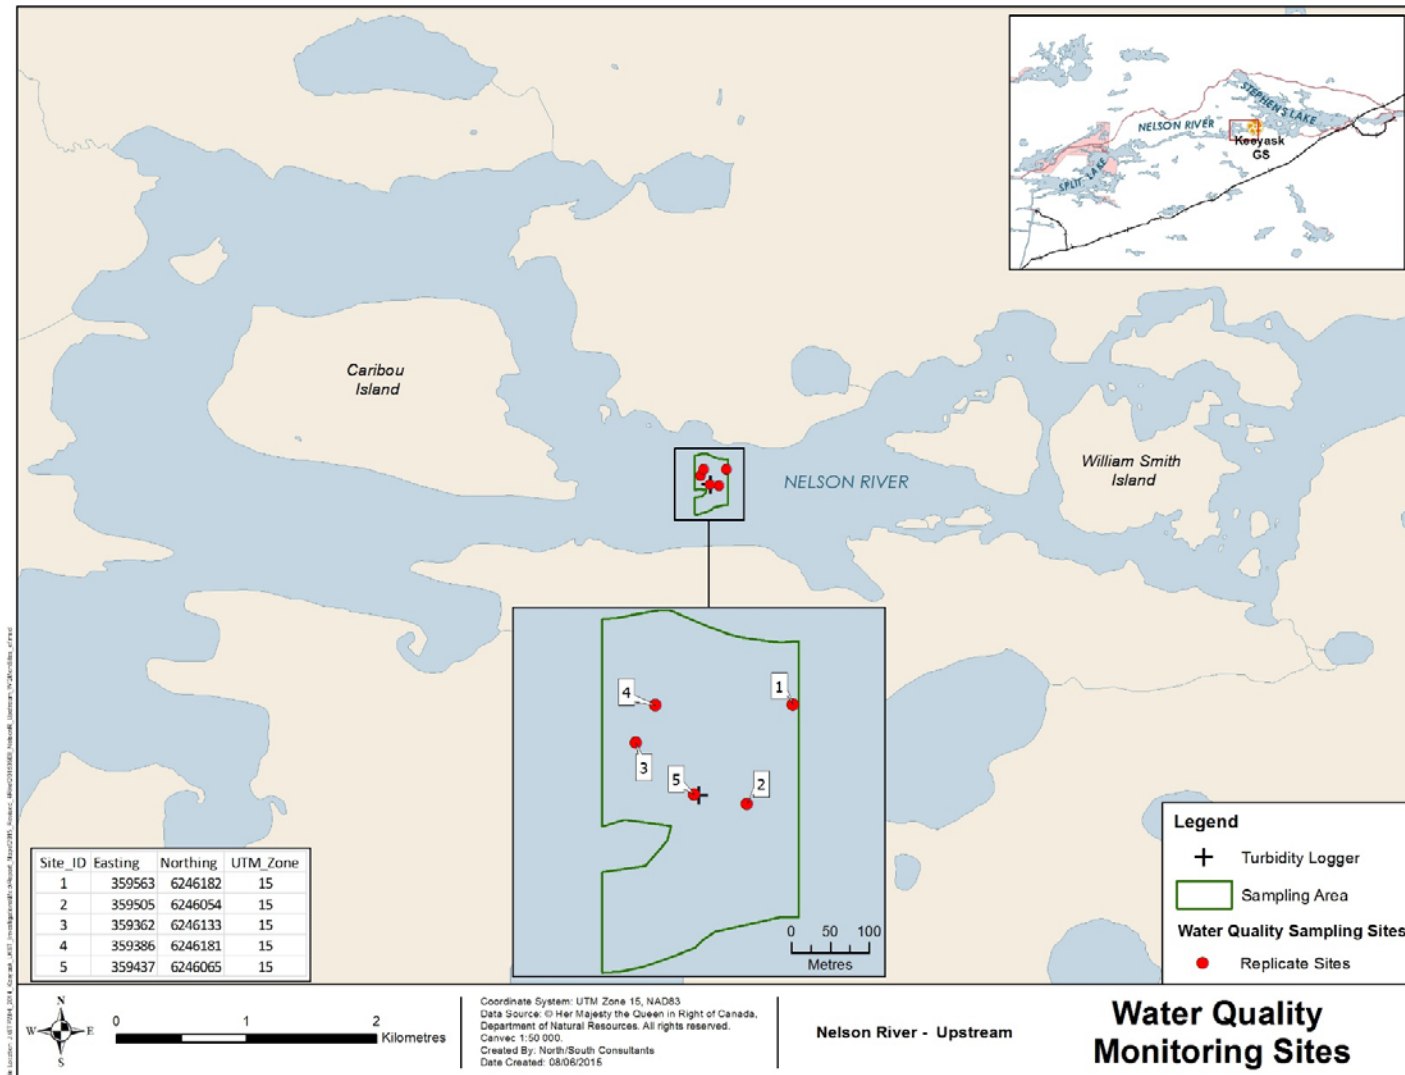 NELSON RIVER
STEPHENS LAKE
Keeyask
GS
SPLIT LAKE
Caribou
Island
William Smith
Island
NELSON RIVER
4
1
3
5
2
0 50 100
Metres
Site_ID Easting Northing UTM_Zone
1 359563 6246182 15
2 359505 6246054 15
3 359362 6246133 15
4 359386 6246181 15
5 359437 6246065 15
Legend
Turbidity Logger
Sampling Area
Water Quality Sampling Sites
Replicate Sites
N
W E
S
0 1 2
Kilometres
Coordinate System: UTM Zone 15, NAD83
Data Source: © Her Majesty the Queen in Right of Canada,
Department of Natural Resources. All rights reserved.
Canvec 1:50 000.
Created By: North/South Consultants
Date Created: 08/06/2015
Nelson River - Upstream
Water Quality
Monitoring Sites